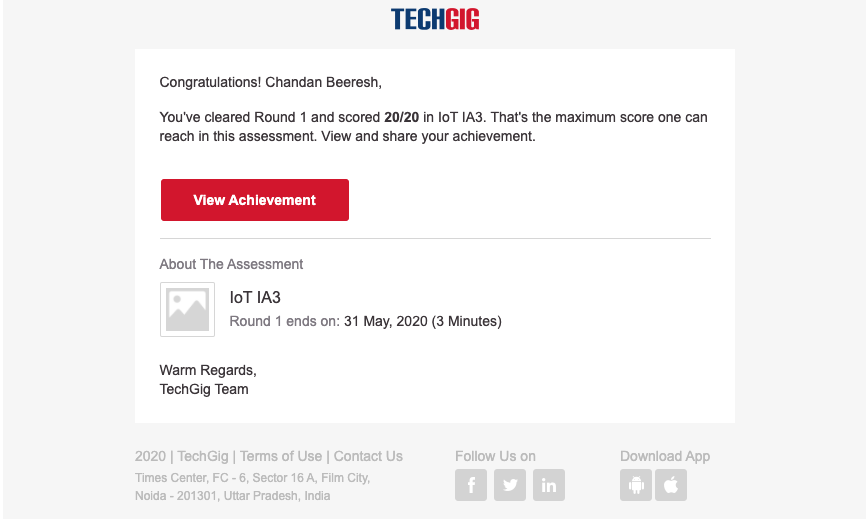 TECHGIG
Congratulations! Chandan Beeresh,
You've cleared Round 1 and scored 20/20 in IoT IA3. That's the maximum score one can
reach in this assessment. View and share your achievement.
View Achievement
About The Assessment
IoT IA3
Round 1 ends on: 31 May, 2020 (3 Minutes)
Warm Regards,
TechGig Team
2020 | TechGig | Terms of Use | Contact Us
Times Center, FC - 6, Sector 16 A, Film City,
Noida - 201301, Uttar Pradesh, India
Follow Us on
Download App